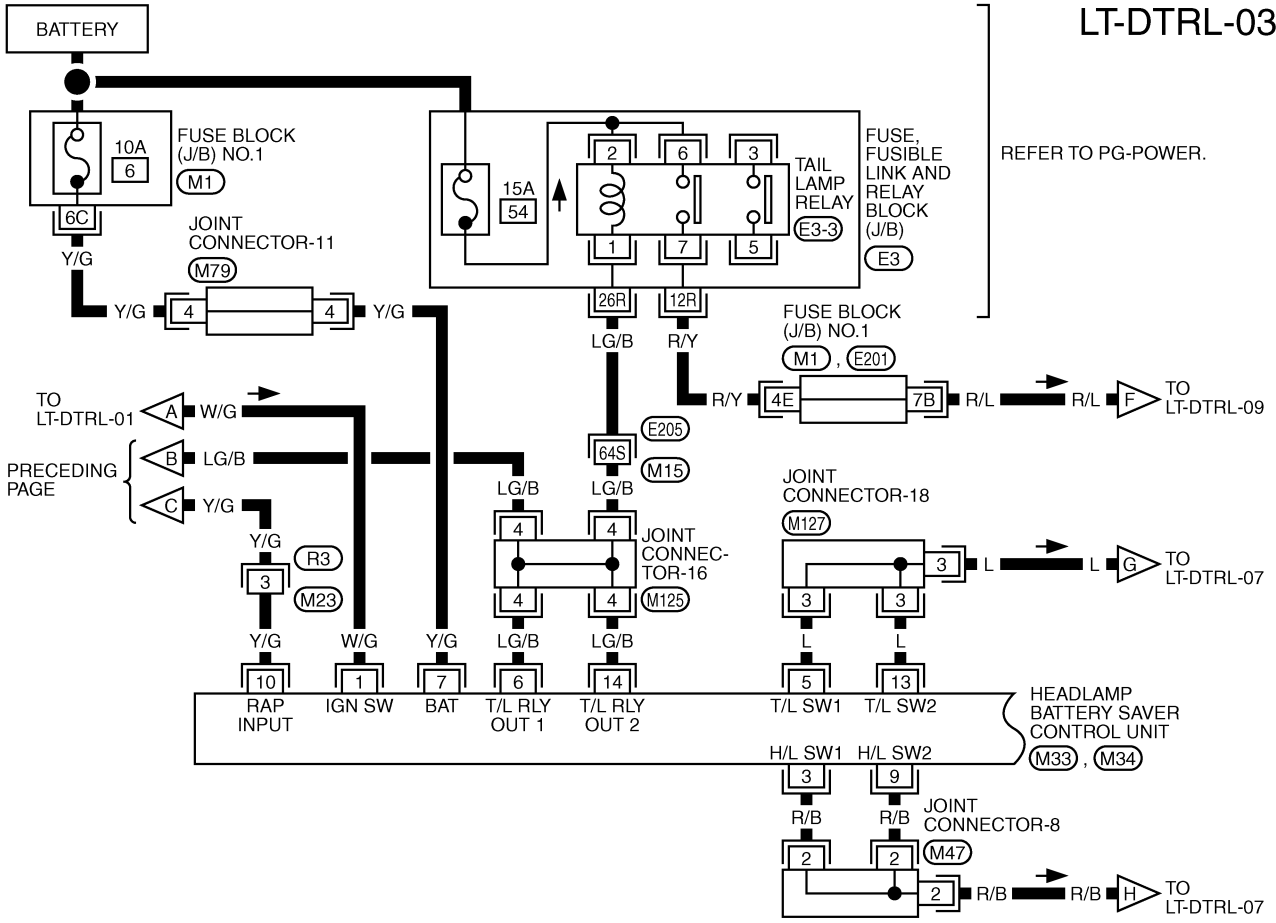 LT-DTRL-03
BATTERY
10A
6
FUSE BLOCK
(J/B) NO.1
M1
6C
Y/G
JOINT
CONNECTOR-11
M79
Y/G
4
4
Y/G
15A
54
2
6
3
1
7
5
TAIL
LAMP
RELAY
E3-3
FUSE,
FUSIBLE
LINK AND
RELAY
BLOCK
(J/B)
E3
REFER TO PG-POWER.
26R
12R
LG/B
R/Y
FUSE BLOCK
(J/B) NO.1
M1 , E201
R/Y
4E
7B
R/L
R/L
F
TO
LT-DTRL-09
TO
LT-DTRL-01
A
W/G
PRECEDING
PAGE
B
LG/B
C
Y/G
Y/G
R3
3
M23
Y/G
W/G
Y/G
E205
64S
M15
LG/B
LG/B
4
4
JOINT
CONNEC-
TOR-16
M125
4
4
LG/B
LG/B
JOINT
CONNECTOR-18
M127
3
L
L
G
TO
LT-DTRL-07
3
3
L
L
10
RAP
INPUT
1
IGN SW
7
BAT
6
T/L RLY
OUT 1
14
T/L RLY
OUT 2
5
T/L SW1
13
T/L SW2
HEADLAMP
BATTERY SAVER
CONTROL UNIT
M33 , M34
H/L SW1
3
H/L SW2
9
R/B
R/B
JOINT
CONNECTOR-8
M47
2
2
2
R/B
R/B
H
TO
LT-DTRL-07